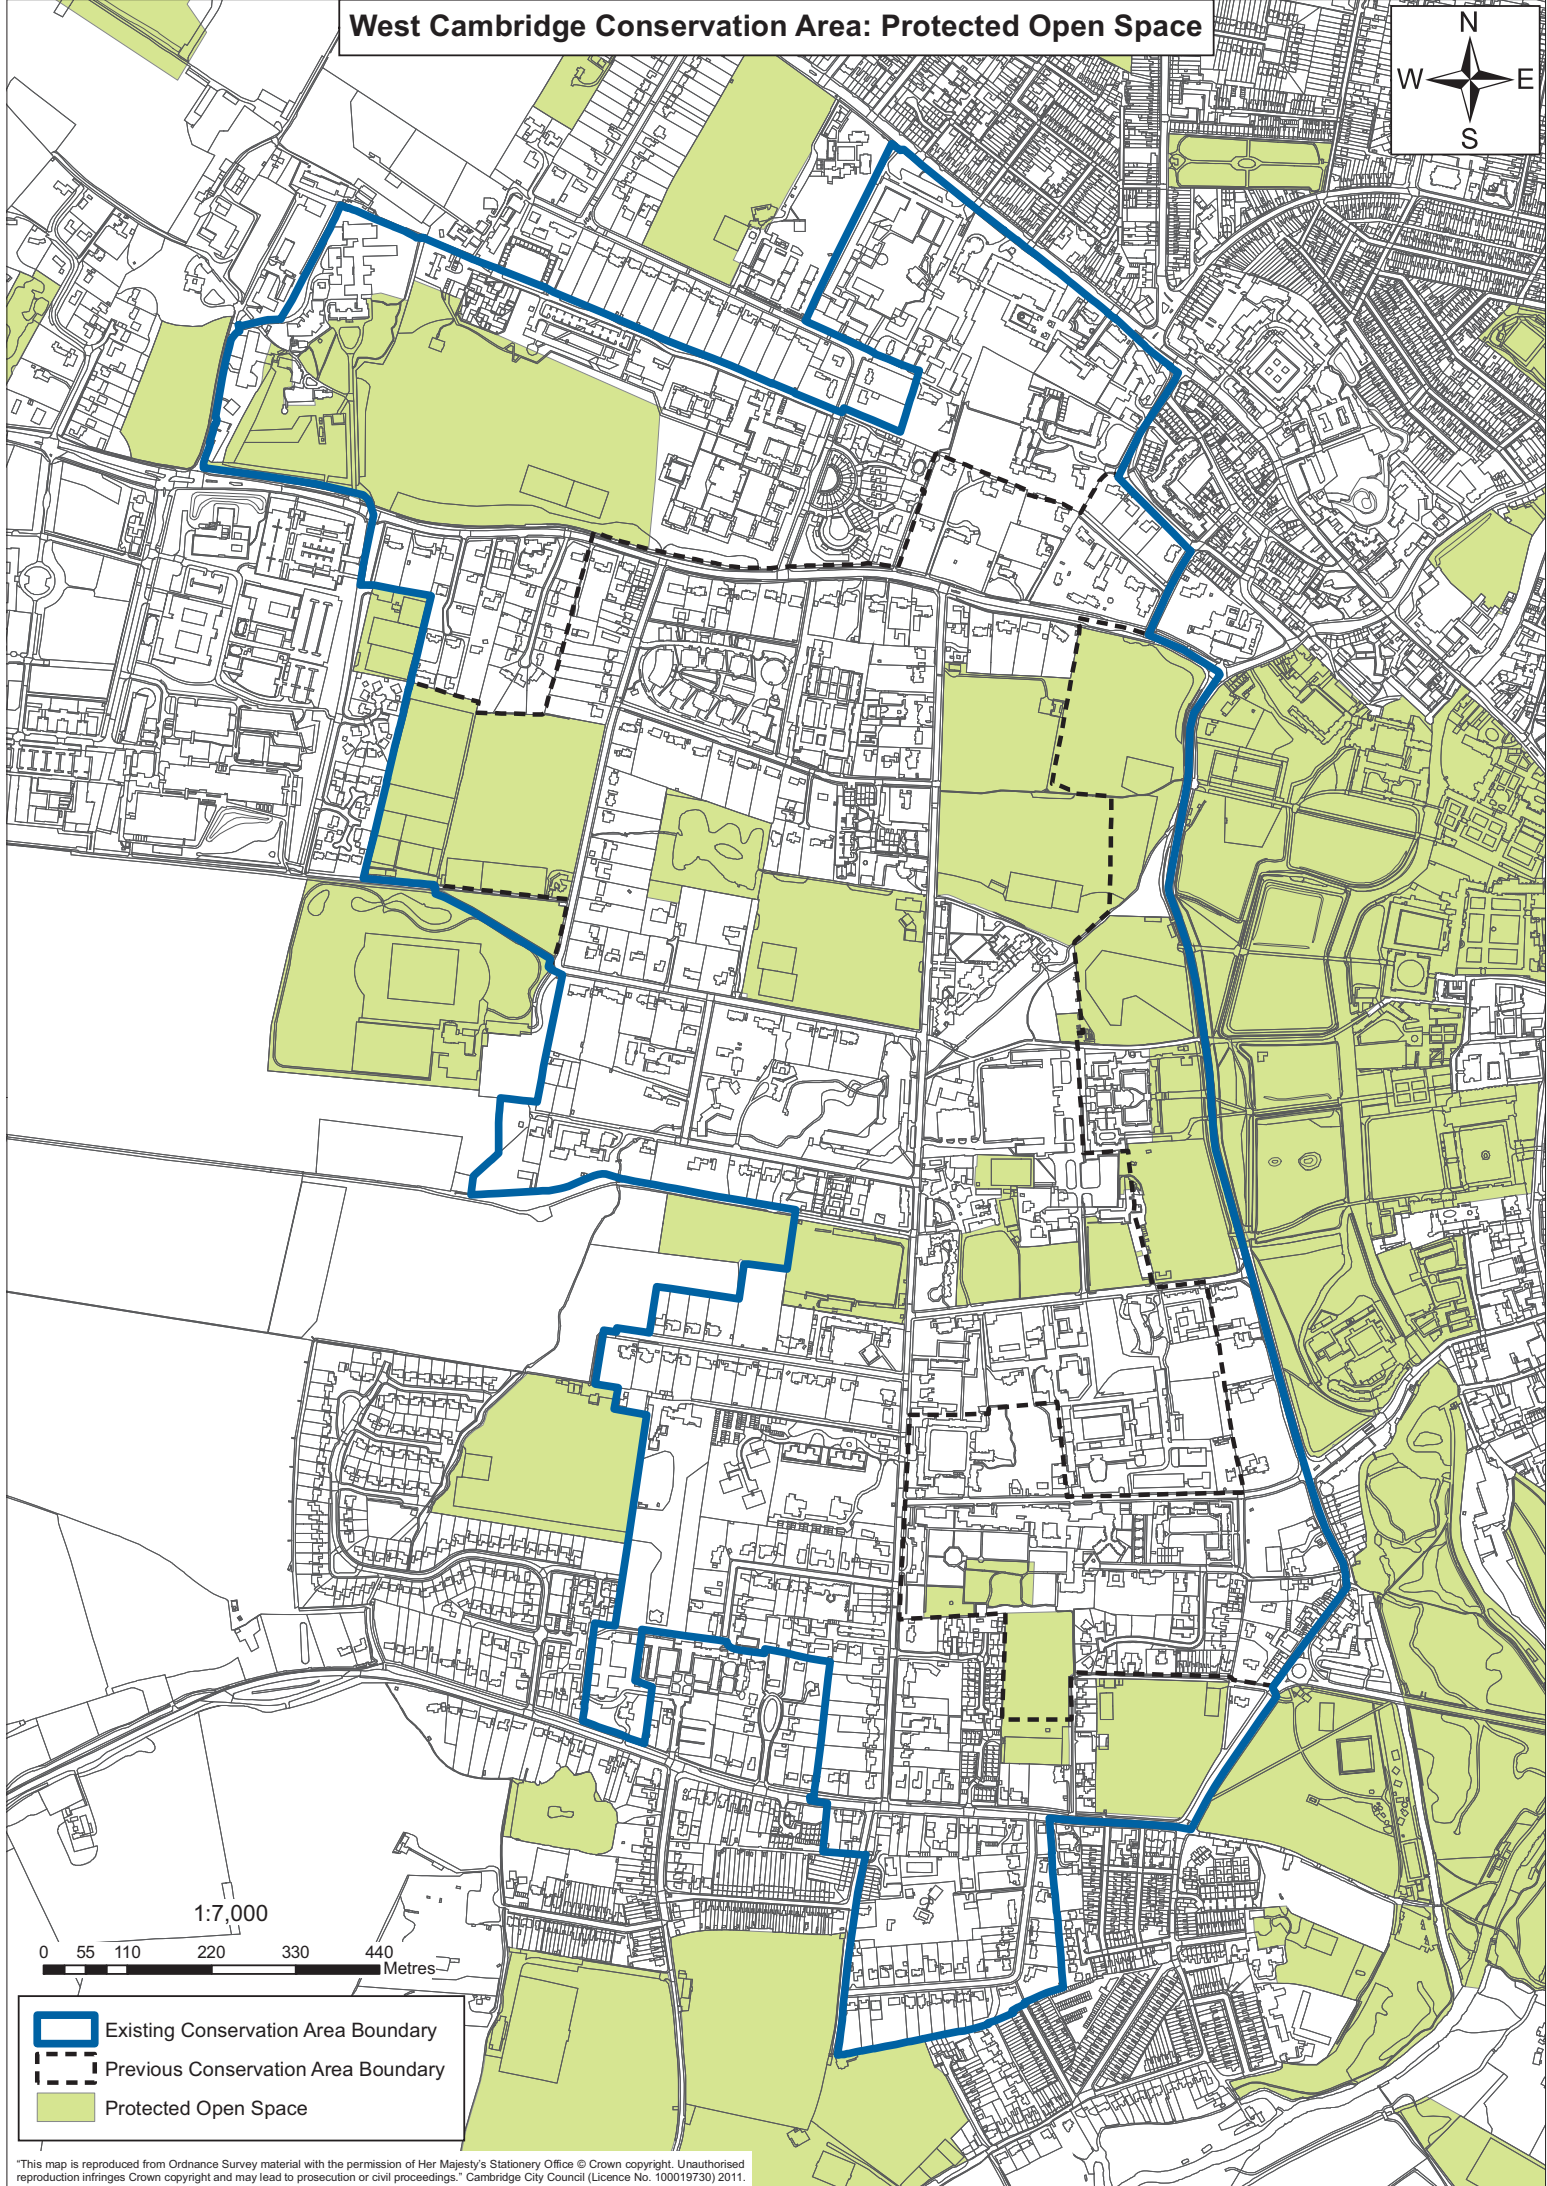 West Cambridge Conservation Area: Protected Open Space
N
W E
S
1:7,000
0 55 110 220 330 440
Metres
Existing Conservation Area Boundary
Previous Conservation Area Boundary
Protected Open Space
"This map is reproduced from Ordnance Survey material with the permission of Her Majesty's Stationery Office © Crown copyright. Unauthorised
reproduction infringes Crown copyright and may lead to prosecution or civil proceedings." Cambridge City Council (Licence No. 100019730) 2011.